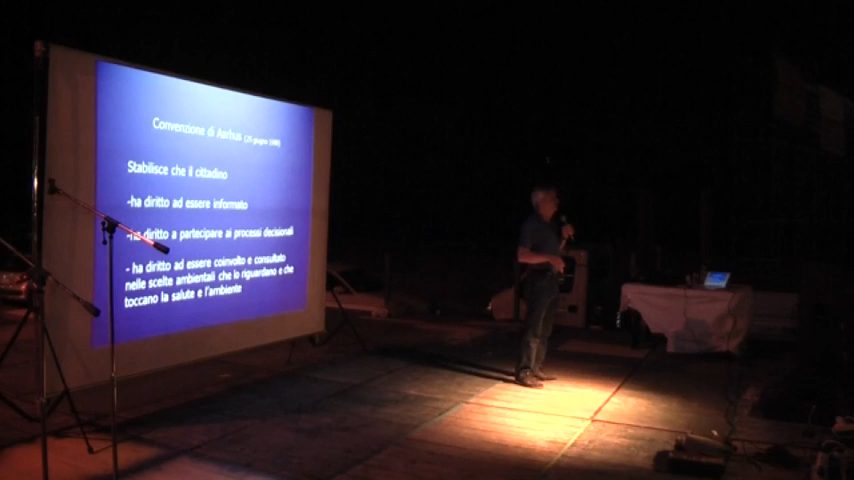 Convenzione di Aarhus (25 giugno 1998)
Stabilisce che il cittadino
-ha diritto ad essere informato
-ha diritto a partecipare ai processi decisionali
- ha diritto ad essere coinvolto e consultato
nelle scelte ambientali che lo riguardano e che
toccano la salute e l'ambiente